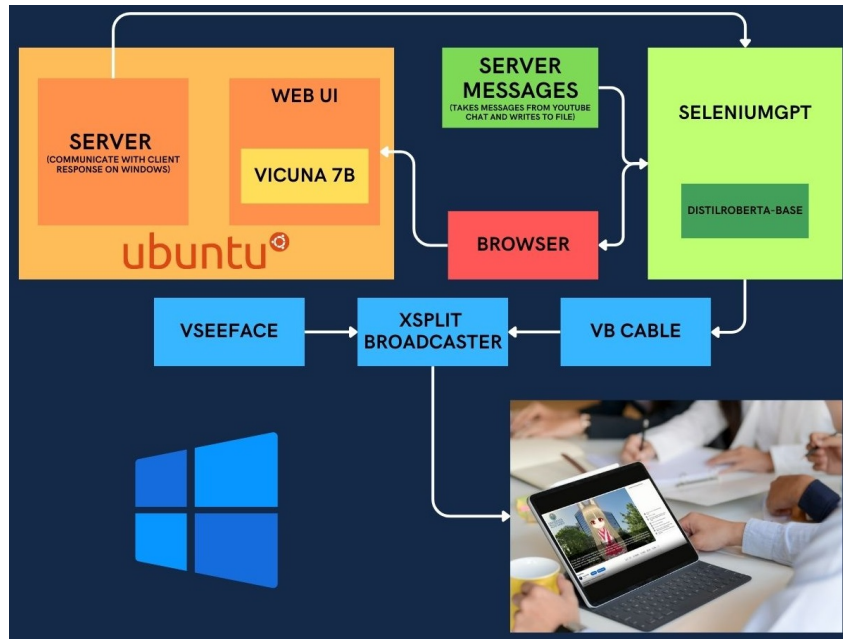 SERVER
(COMMUNICATE WITH CLIENT
RESPONSE ON WINDOWS)
WEB UI
VICUNA 7B
ubuntu
SERVER
MESSAGES
(TAKES MESSAGES FROM YOUTUBE
CHAT AND WRITES TO FILE)
BROWSER
SELENIUMGPT
DISTILROBERTA-BASE
VSEEFACE
XSPLIT
BROADCASTER
VB CABLE